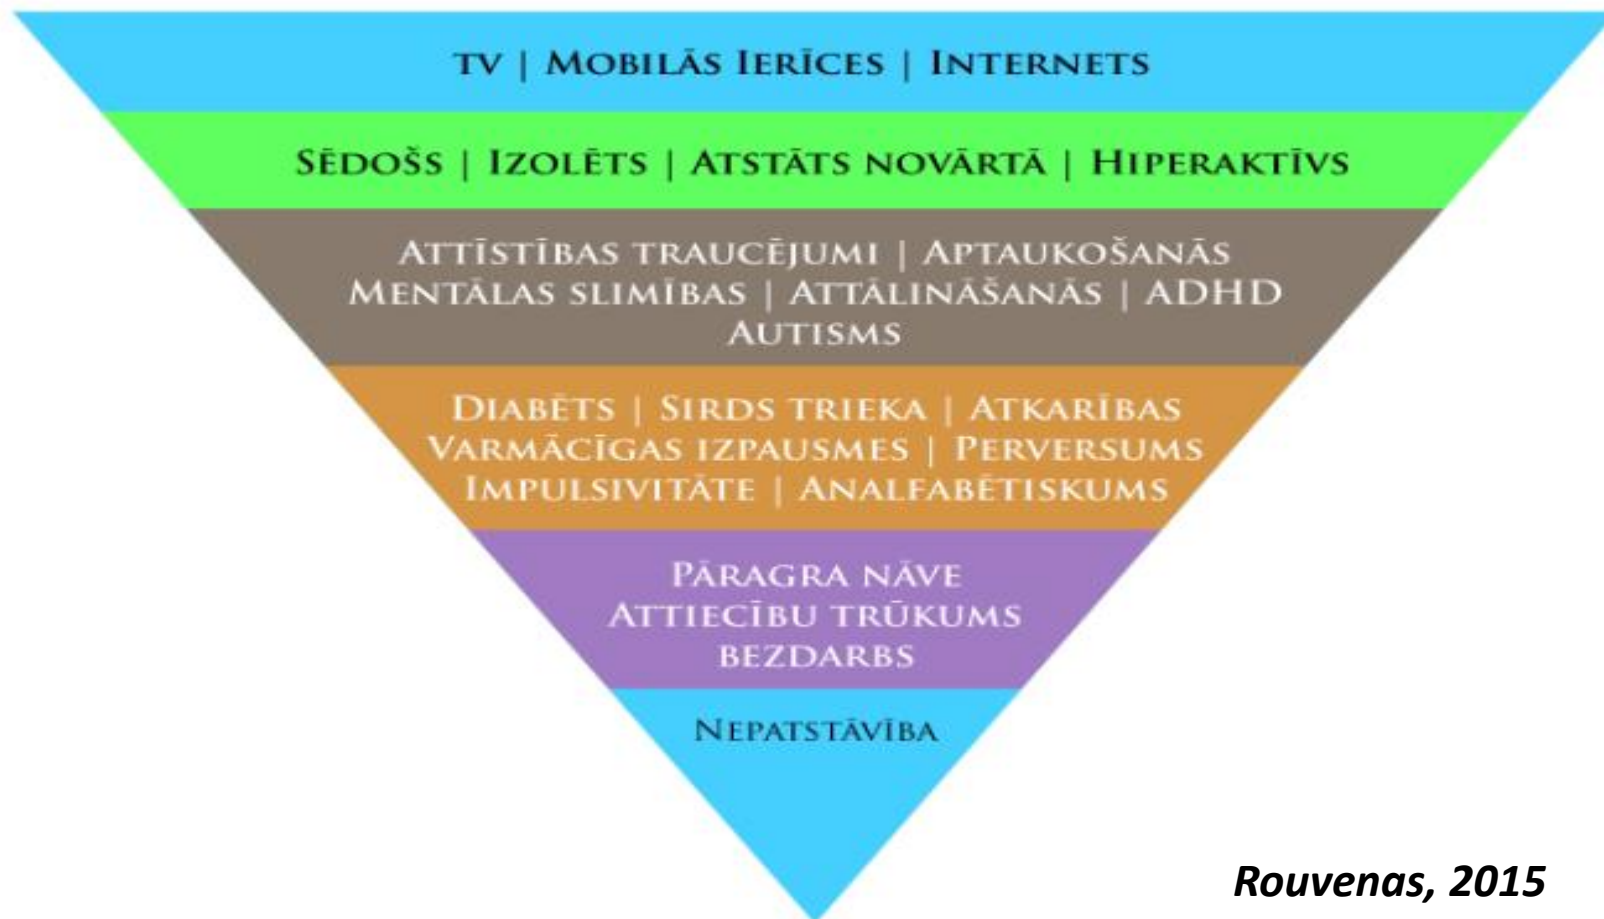 TV | Mobilās Ierīces | Internets
Sēdošs | Izolēts | Atstāts novārtā | Hiperaktīvs
Attīstības traucējumi | Aptaukošanās
Mentālas slimības | Attālināšanās | ADHD
Autisms
Diabēts | Sirds trieka | Atkarības
Varmācīgas izpausmes | Perversums
Impulsivitāte | Analfabētiskums
Pāragra nāve
Attiecību trūkums
bezdarbs
Nepatstāvība
Rouvenas, 2015